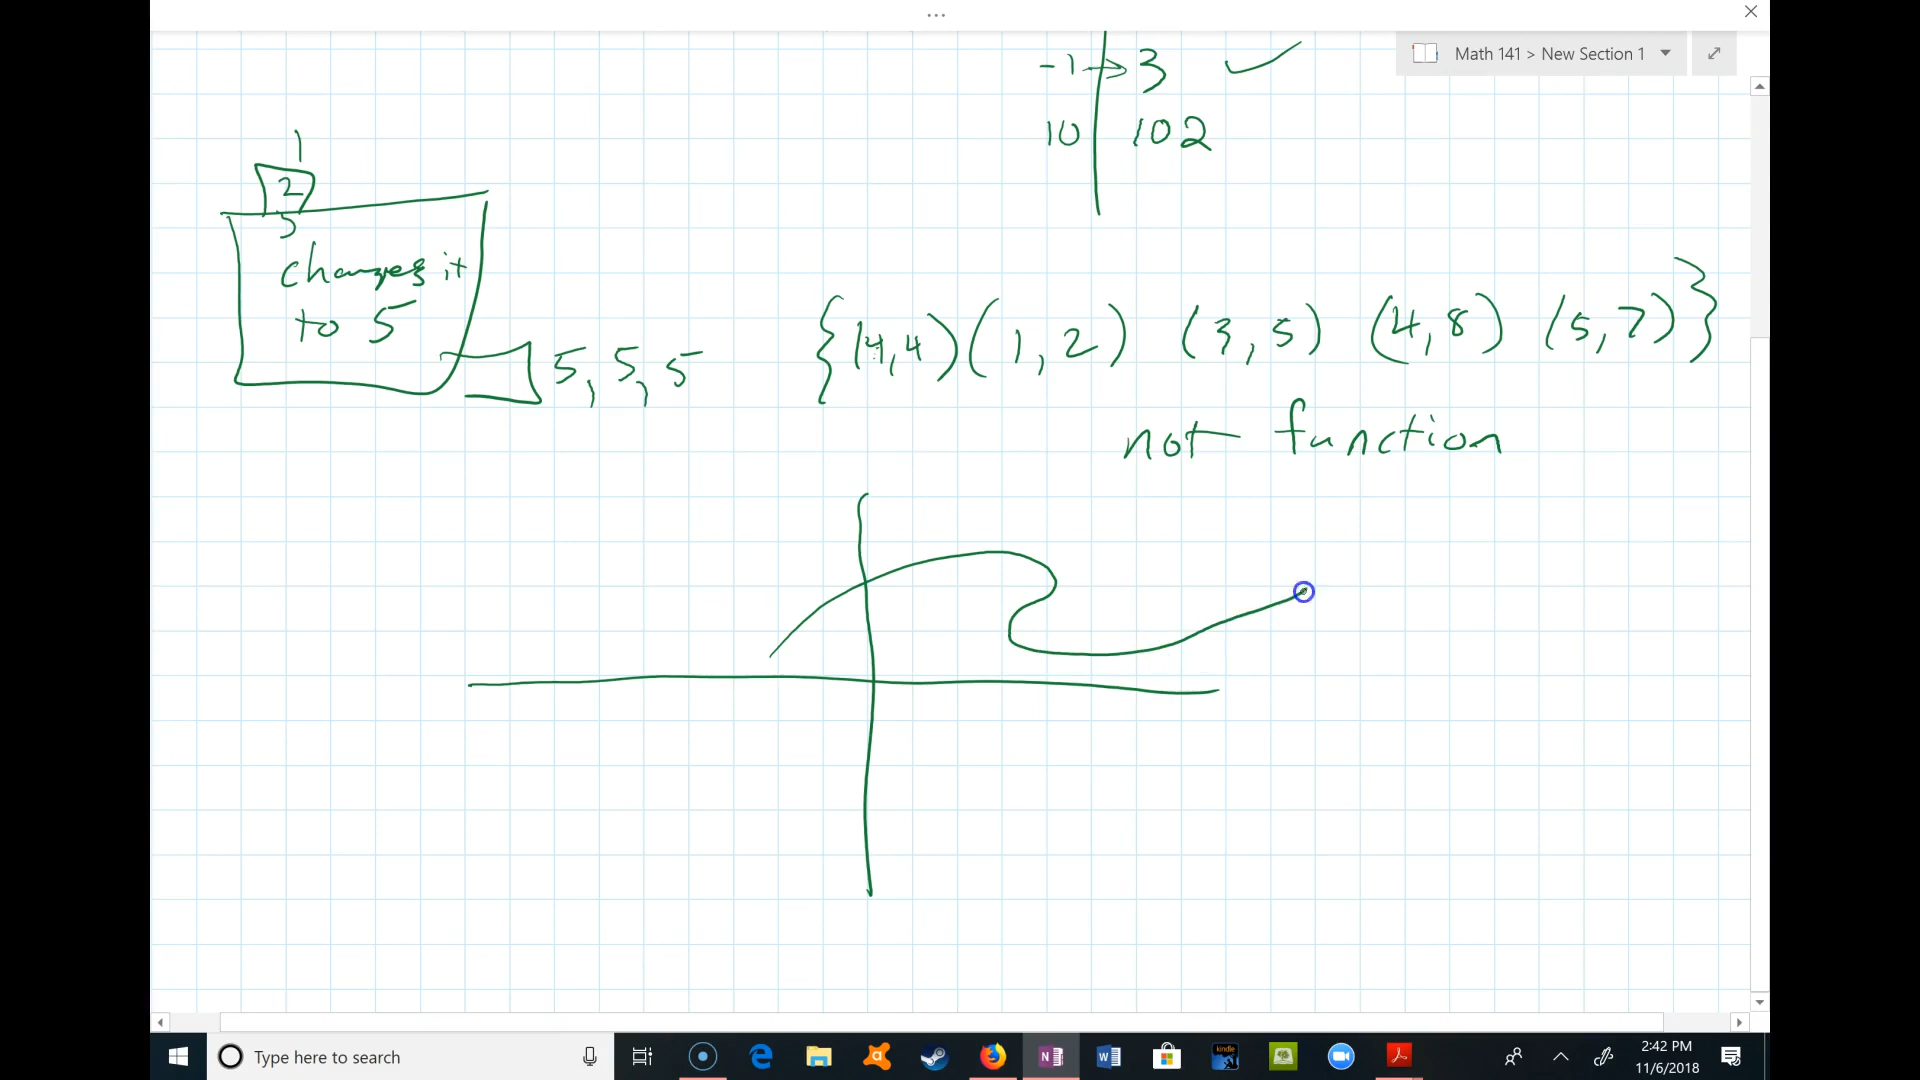 ...
Math 141 > New Section 1
-1 → 3 ✓
10 102
1
2
3
changes it
to 5
5, 5, 5
{(4,4)(1,2) (3,5) (4,8) (5,7)}
not function
Type here to search
kindle
2:42 PM
11/6/2018